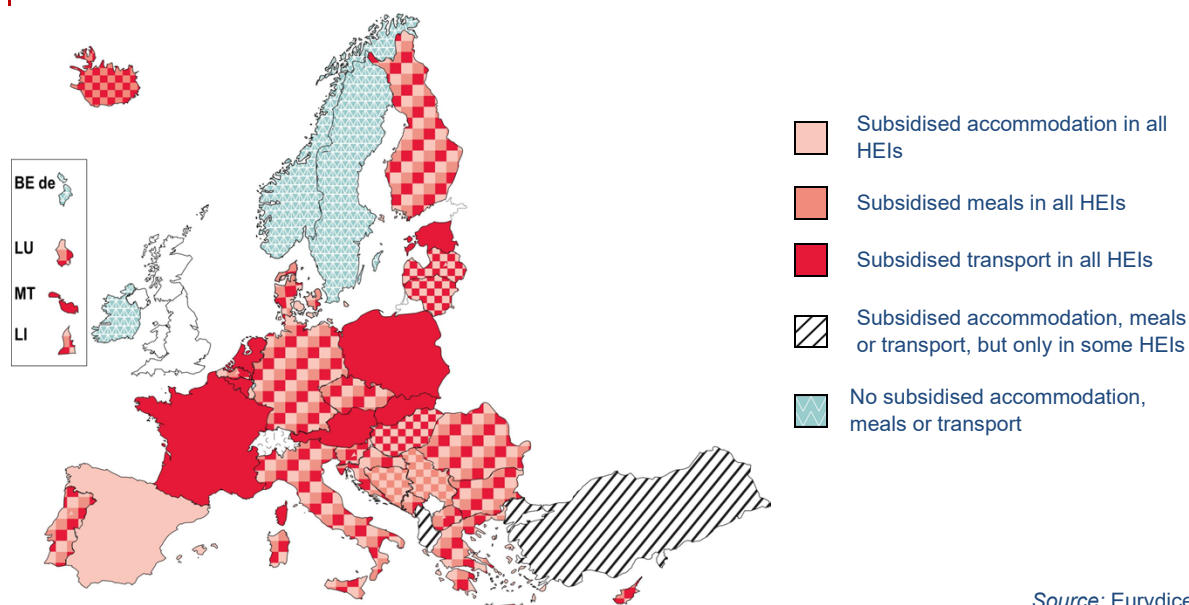 BE de
LU
MT
LI
Subsidised accommodation in all
HEIs
Subsidised meals in all HEIs
Subsidised transport in all HEIs
Subsidised accommodation, meals
or transport, but only in some HEIs
No subsidised accommodation,
meals or transport
Source: Eurydice